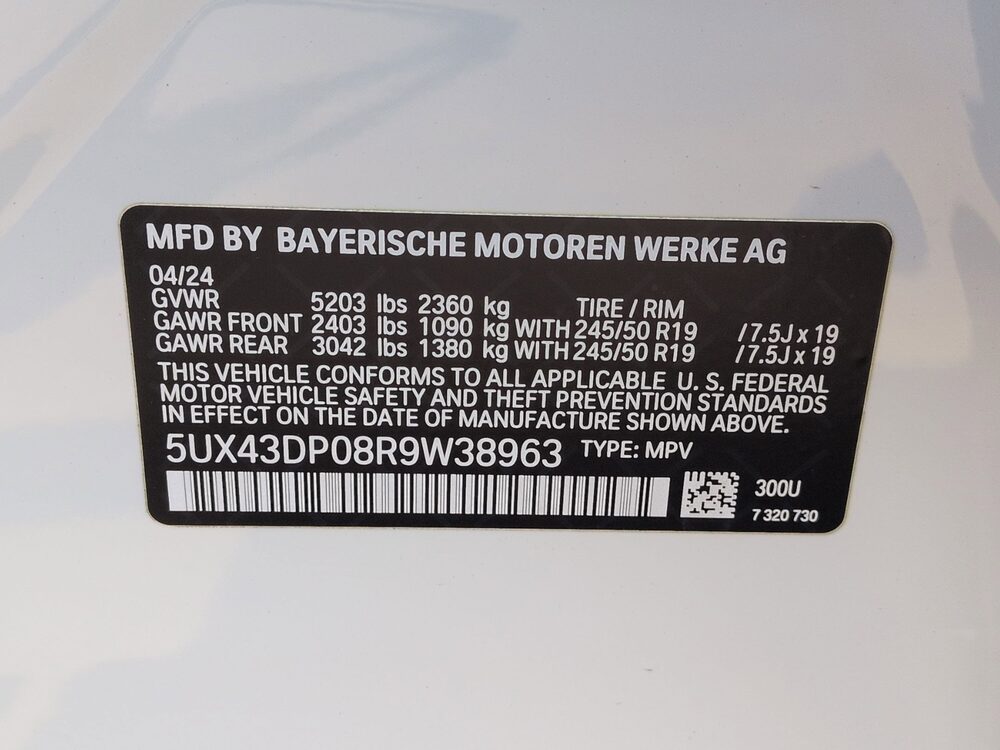 MFD BY BAYERISCHE MOTOREN WERKE AG
04/24
GVWR 5203 lbs 2360 kg TIRE / RIM
GAWR FRONT 2403 lbs 1090 kg WITH 245/50 R19 / 7.5J x 19
GAWR REAR 3042 lbs 1380 kg WITH 245/50 R19 / 7.5J x 19
THIS VEHICLE CONFORMS TO ALL APPLICABLE U. S. FEDERAL
MOTOR VEHICLE SAFETY AND THEFT PREVENTION STANDARDS
IN EFFECT ON THE DATE OF MANUFACTURE SHOWN ABOVE.
5UX43DP08R9W38963 TYPE: MPV
300U
7 320 730